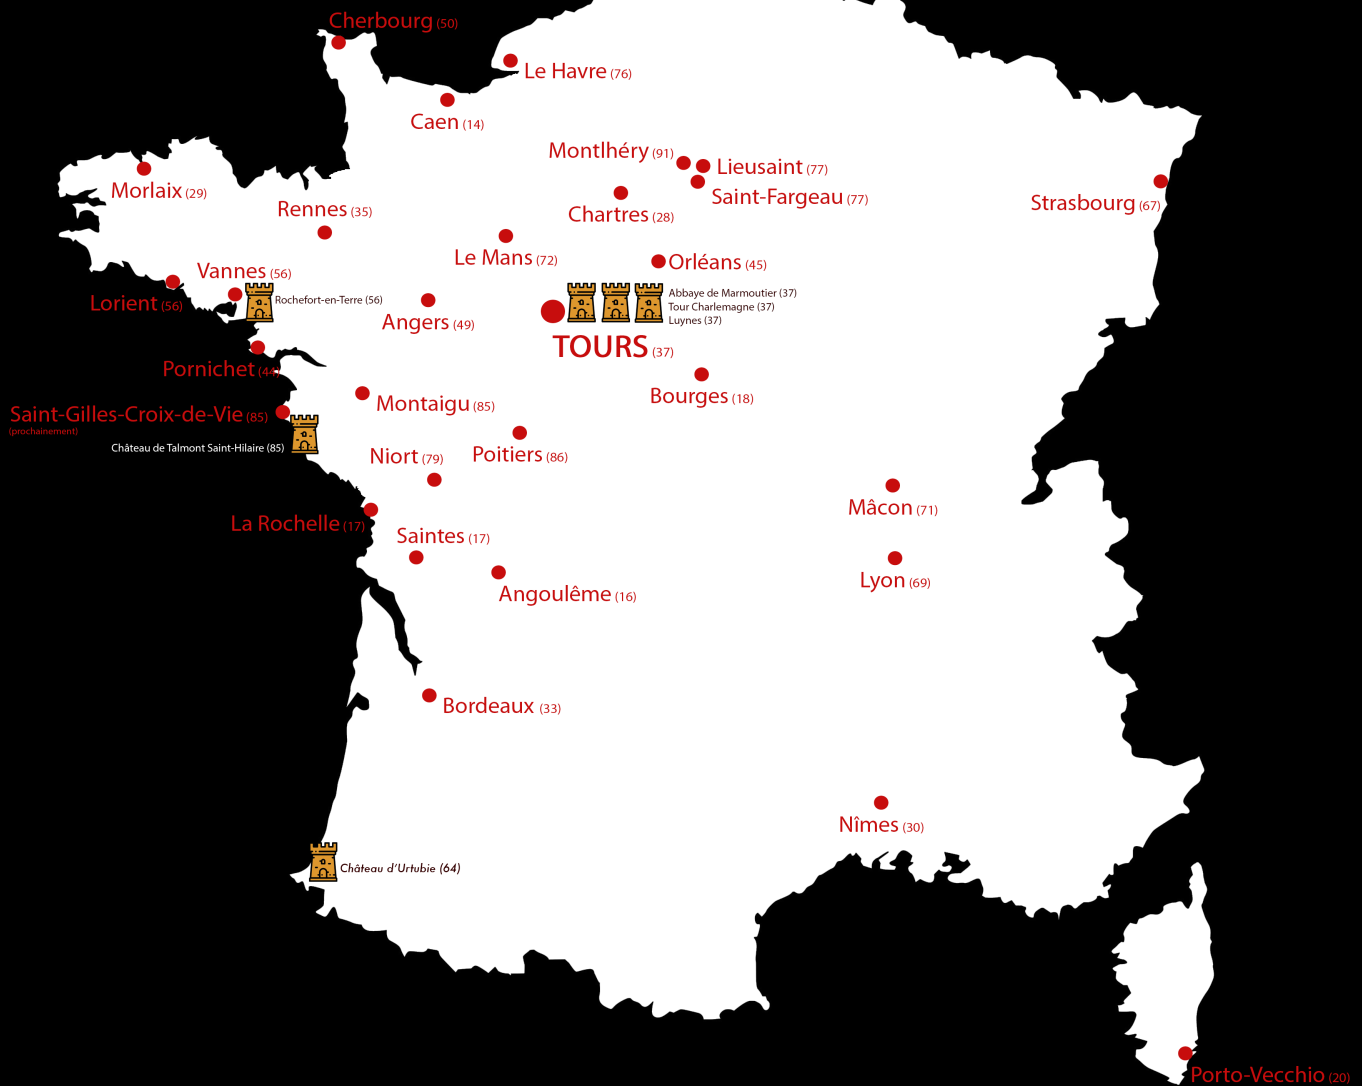 Cherbourg (50)
Le Havre (76)
Caen (14)
Montlhéry (91)
Lieusaint (77)
Saint-Fargeau (77)
Morlaix (29)
Strasbourg (67)
Rennes (35)
Chartres (28)
Le Mans (72)
Orléans (45)
Vannes (56)
Lorient (56)
Rochefort-en-Terre (56)
Abbaye de Marmoutier (37)
Tour Charlemagne (37)
Luynes (37)
Angers (49)
TOURS (37)
Pornichet (44)
Bourges (18)
Montaigu (85)
Saint-Gilles-Croix-de-Vie (85)
(prochainement)
Château de Talmont Saint-Hilaire (85)
Niort (79)
Poitiers (86)
Mâcon (71)
La Rochelle (17)
Saintes (17)
Lyon (69)
Angoulême (16)
Bordeaux (33)
Nîmes (30)
Château d'Urtubie (64)
Porto-Vecchio (20)